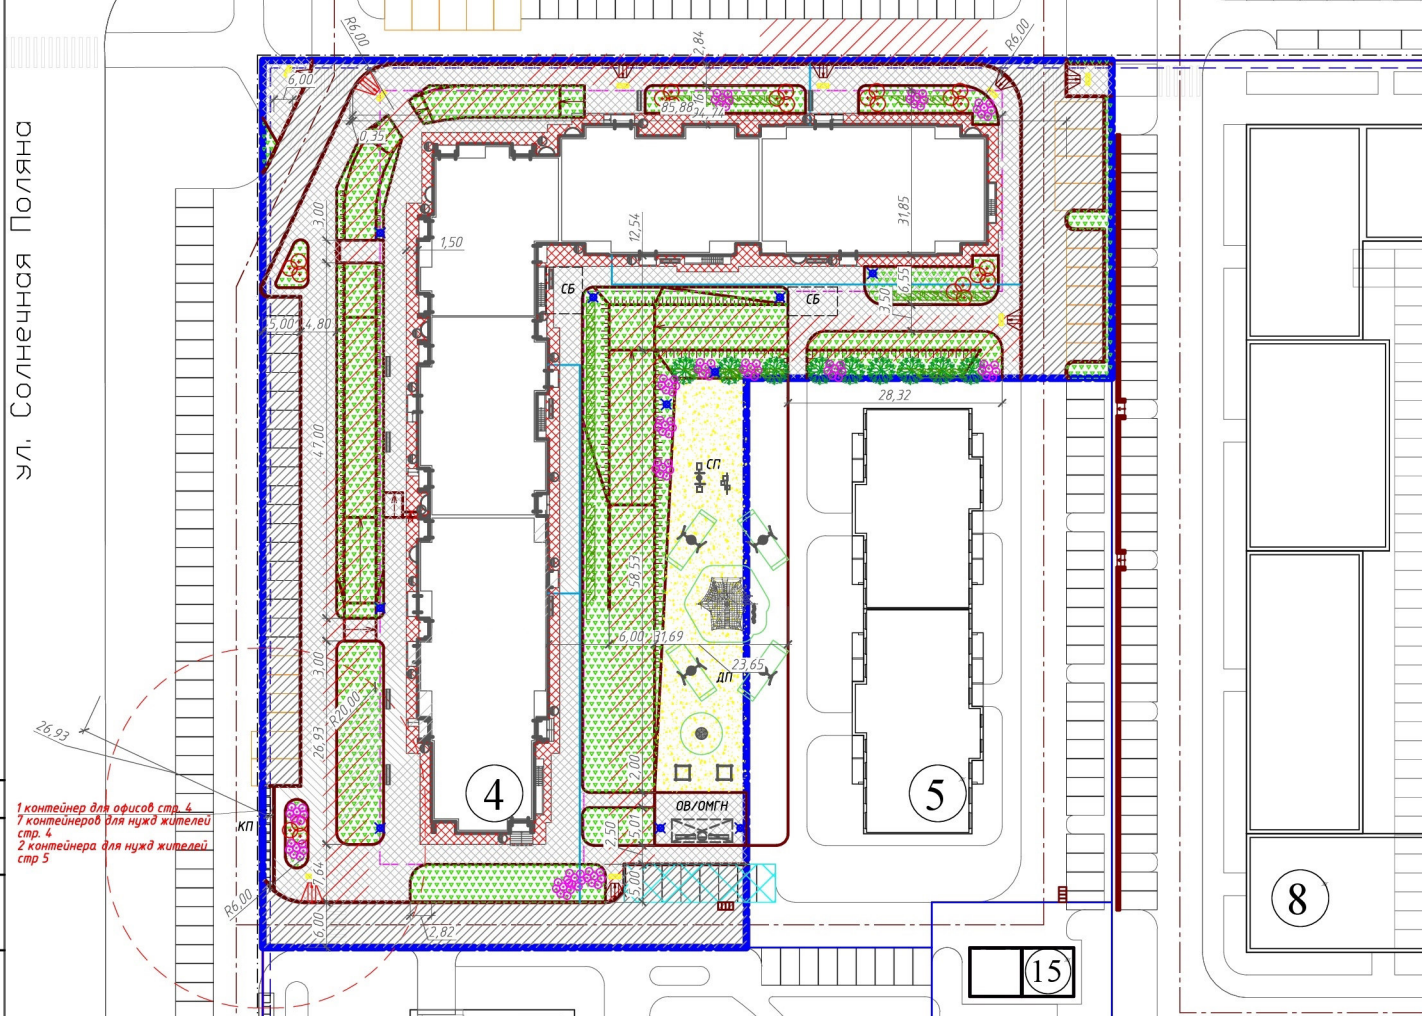 ул. Солнечная Поляна
R6,00
2,84
R6,00
6,00
85,88
0,35
3,00
1,50
12,54
31,85
СБ
СБ
3,50
6,55
5,00
4,80
28,32
47,00
СП
58,53
6,00
31,69
23,65
ДП
3,00
R20,00
26,93
26,93
2,00
4
5
ОВ/ОМГН
1 контейнер для офисов стр. 4
7 контейнеров для нужд жителей
стр. 4
2 контейнера для нужд жителей
стр 5
КП
2,50
5,01
7,64
5,00
R6,00
6,00
2,82
8
15